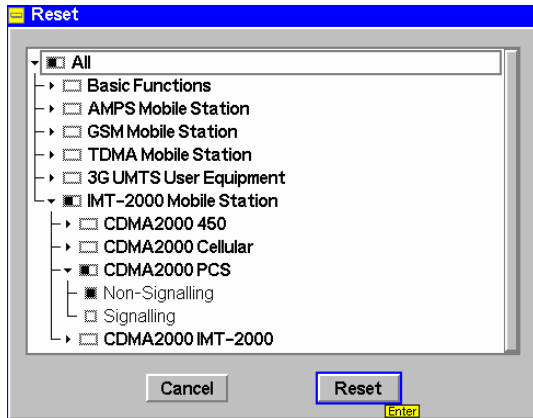 Reset
All
Basic Functions
AMPS Mobile Station
GSM Mobile Station
TDMA Mobile Station
3G UMTS User Equipment
IMT-2000 Mobile Station
CDMA2000 450
CDMA2000 Cellular
CDMA2000 PCS
Non-Signalling
Signalling
CDMA2000 IMT-2000
Cancel
Reset
Enter